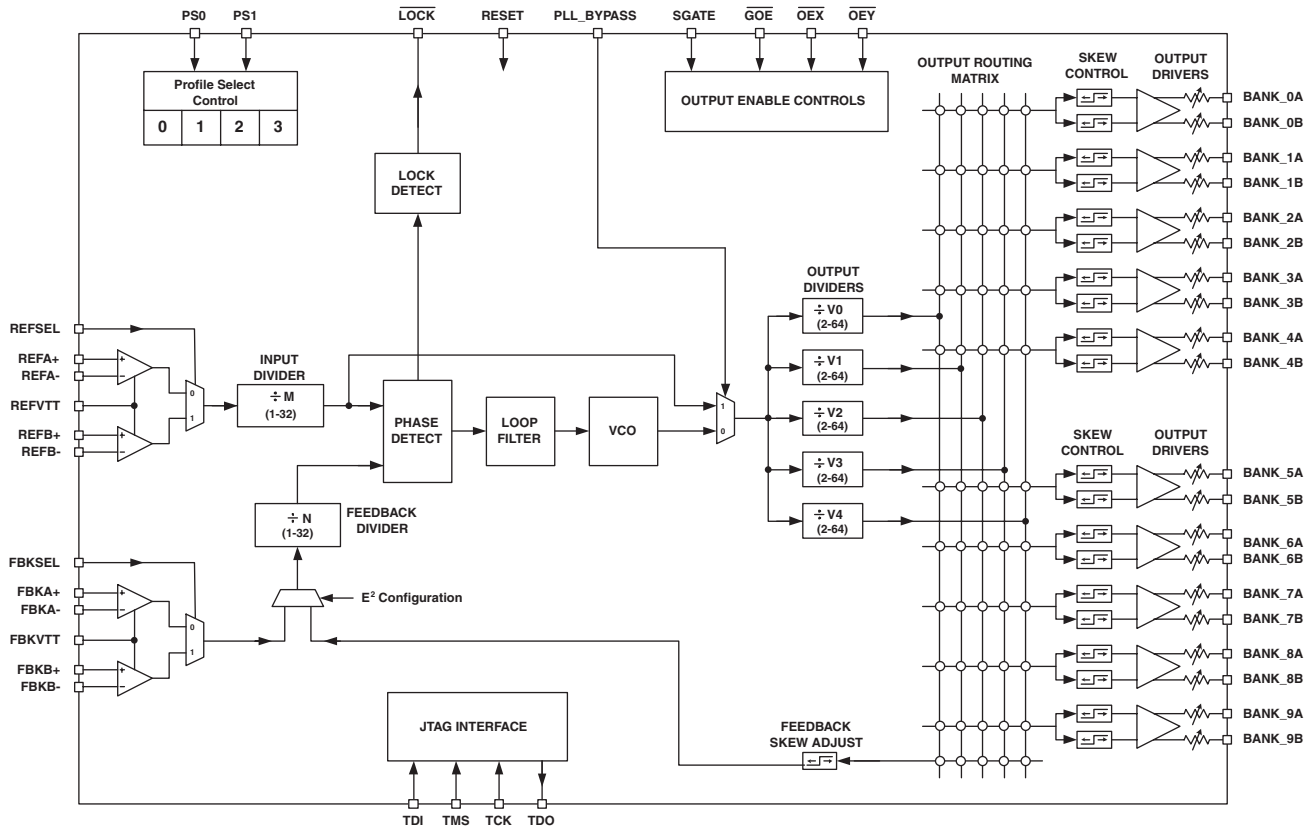 PS0 PS1 LOCK RESET PLL_BYPASS SGATE GOE OEX OEY
Profile Select
Control
0 1 2 3
OUTPUT ENABLE CONTROLS
OUTPUT ROUTING
MATRIX
SKEW
CONTROL
OUTPUT
DRIVERS
BANK_0A
BANK_0B
BANK_1A
BANK_1B
BANK_2A
BANK_2B
BANK_3A
BANK_3B
BANK_4A
BANK_4B
LOCK
DETECT
OUTPUT
DIVIDERS
÷ V0
(2-64)
÷ V1
(2-64)
÷ V2
(2-64)
÷ V3
(2-64)
÷ V4
(2-64)
REFSEL
REFA+
REFA-
REFVTT
REFB+
REFB-
+
−
+
−
0
1
INPUT
DIVIDER
÷ M
(1-32)
PHASE
DETECT
LOOP
FILTER
VCO
1
0
SKEW
CONTROL
OUTPUT
DRIVERS
BANK_5A
BANK_5B
BANK_6A
BANK_6B
BANK_7A
BANK_7B
BANK_8A
BANK_8B
BANK_9A
BANK_9B
÷ N
(1-32)
FEEDBACK
DIVIDER
FBKSEL
FBKA+
FBKA-
FBKVTT
FBKB+
FBKB-
+
−
+
−
0
1
E² Configuration
JTAG INTERFACE
FEEDBACK
SKEW ADJUST
TDI TMS TCK TDO